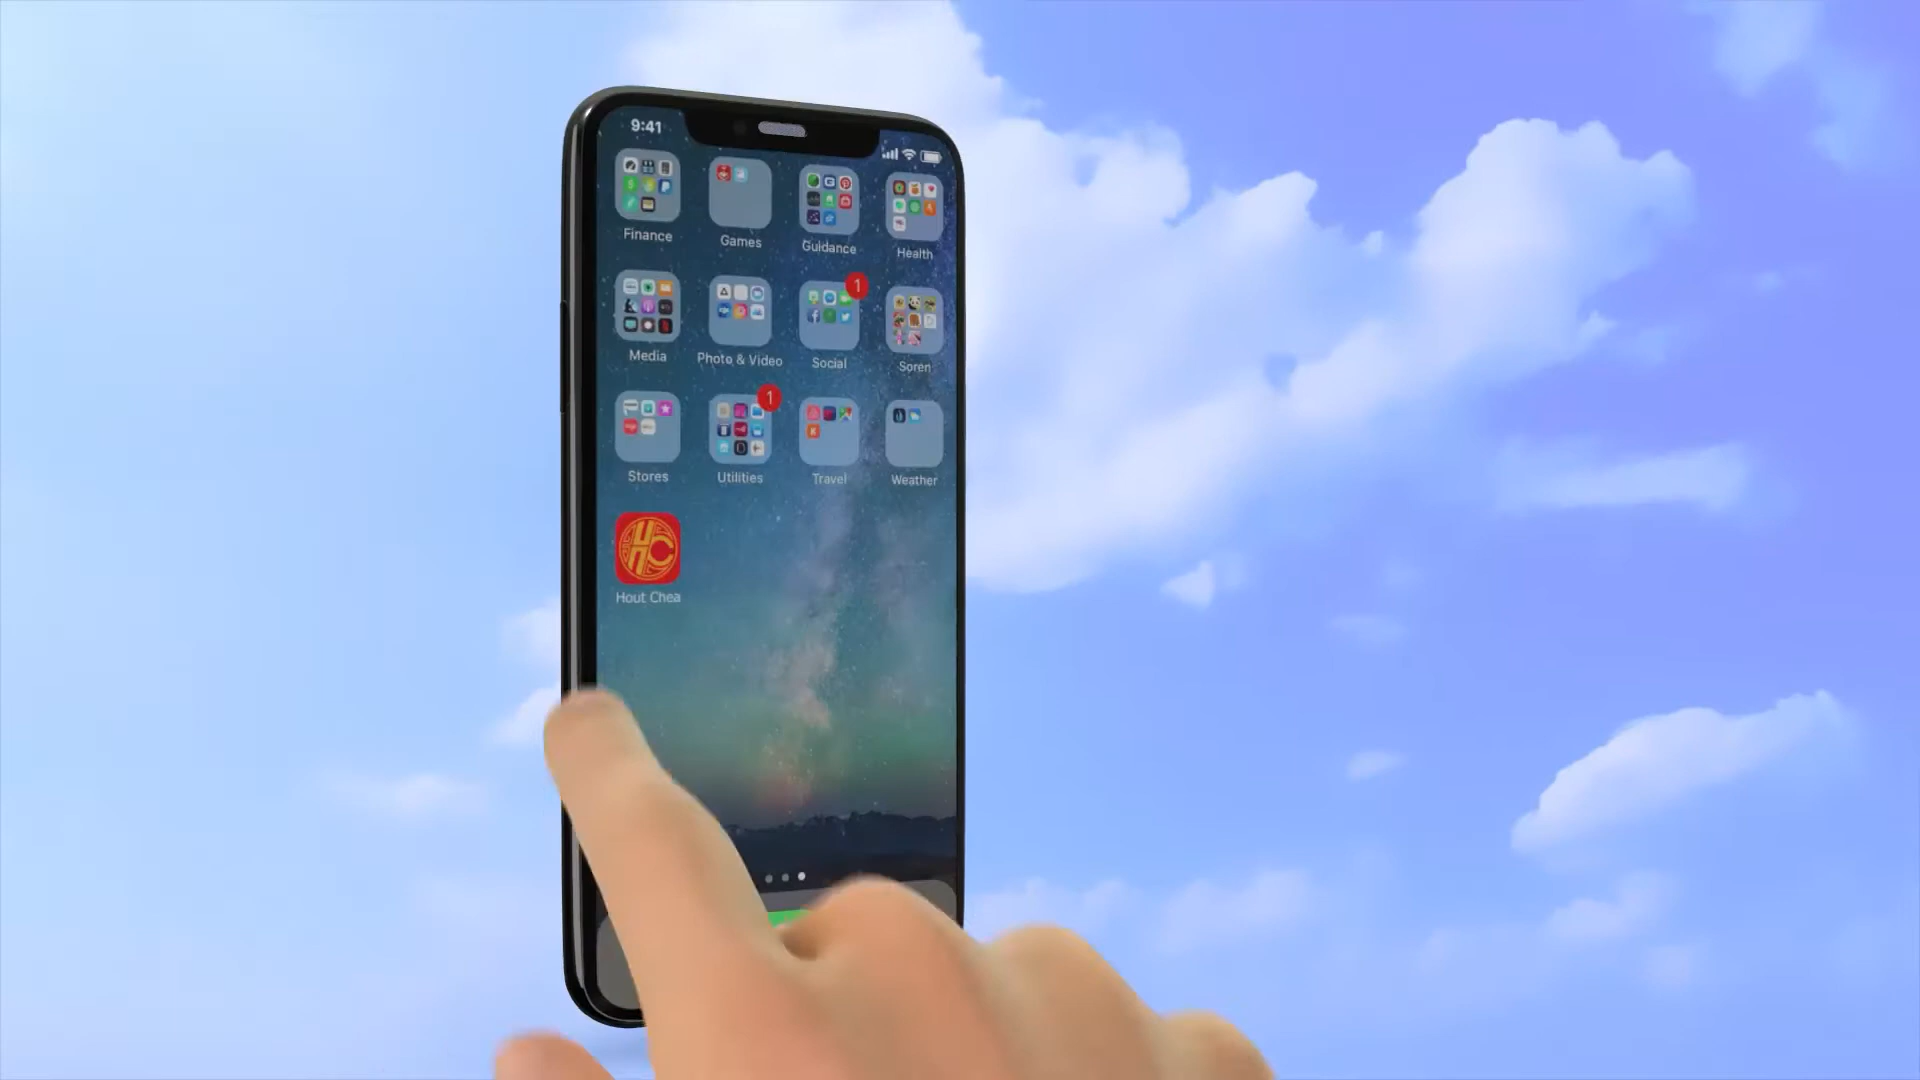 9:41
Finance Games Guidance Health
1
Media Photo & Video Social Soren
1
Stores Utilities Travel Weather
HC
Hout Chea